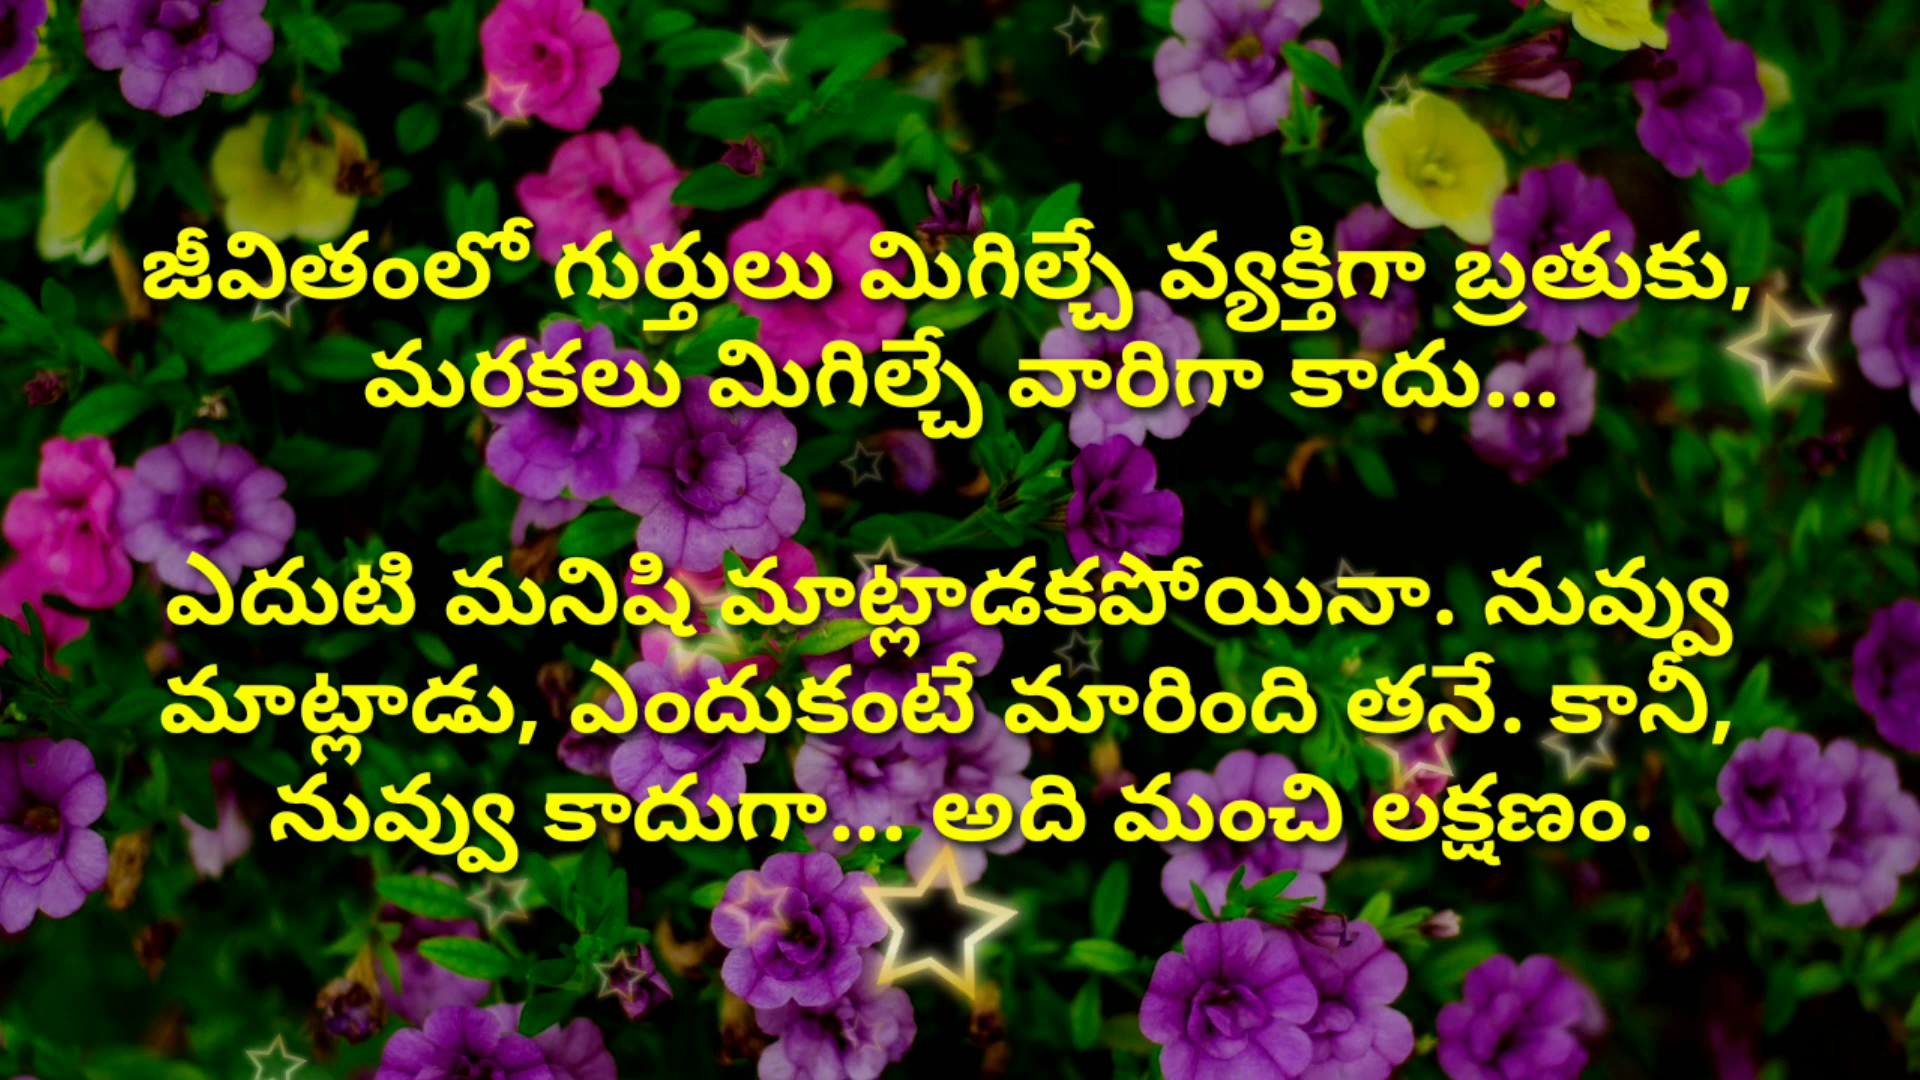 జీవితంలో గుర్తులు మిగిల్చే వ్యక్తిగా బ్రతుకు,
మరకలు మిగిల్చే వారిగా కాదు...
ఎదుటి మనిషి మాట్లాడకపోయినా. నువ్వు
మాట్లాడు, ఎందుకంటే మారింది తనే. కానీ,
నువ్వు కాదుగా... అది మంచి లక్షణం.